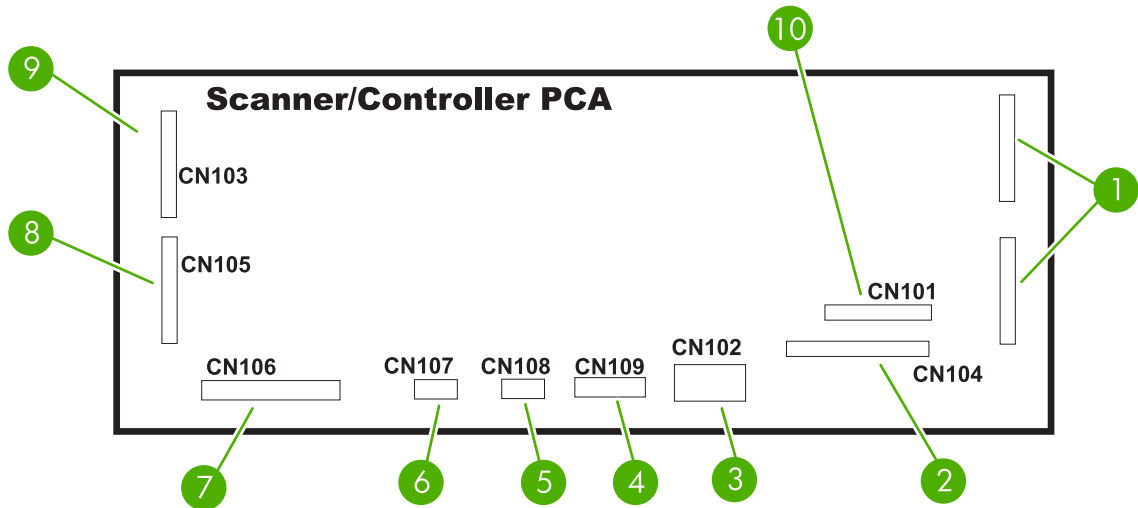 10
9
Scanner/Controller PCA
CN103
1
8
CN105
CN101
CN102
CN106
CN107
CN108
CN109
CN104
7
6
5
4
3
2